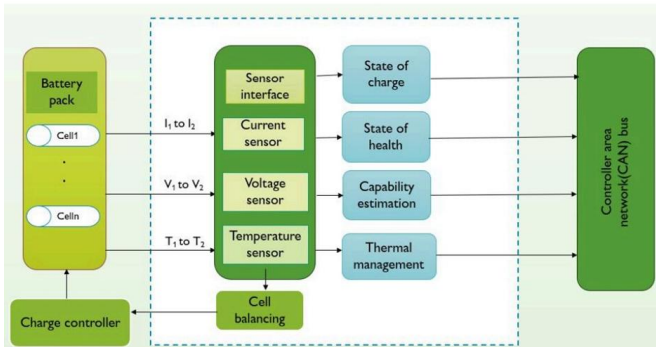 Battery
pack
Cell1
.
.
Celln
Charge controller
I₁ to I₂
V₁ to V₂
T₁ to T₂
Sensor
interface
Current
sensor
Voltage
sensor
Temperature
sensor
Cell
balancing
State of
charge
State of
health
Capability
estimation
Thermal
management
Controller area
network(CAN) bus